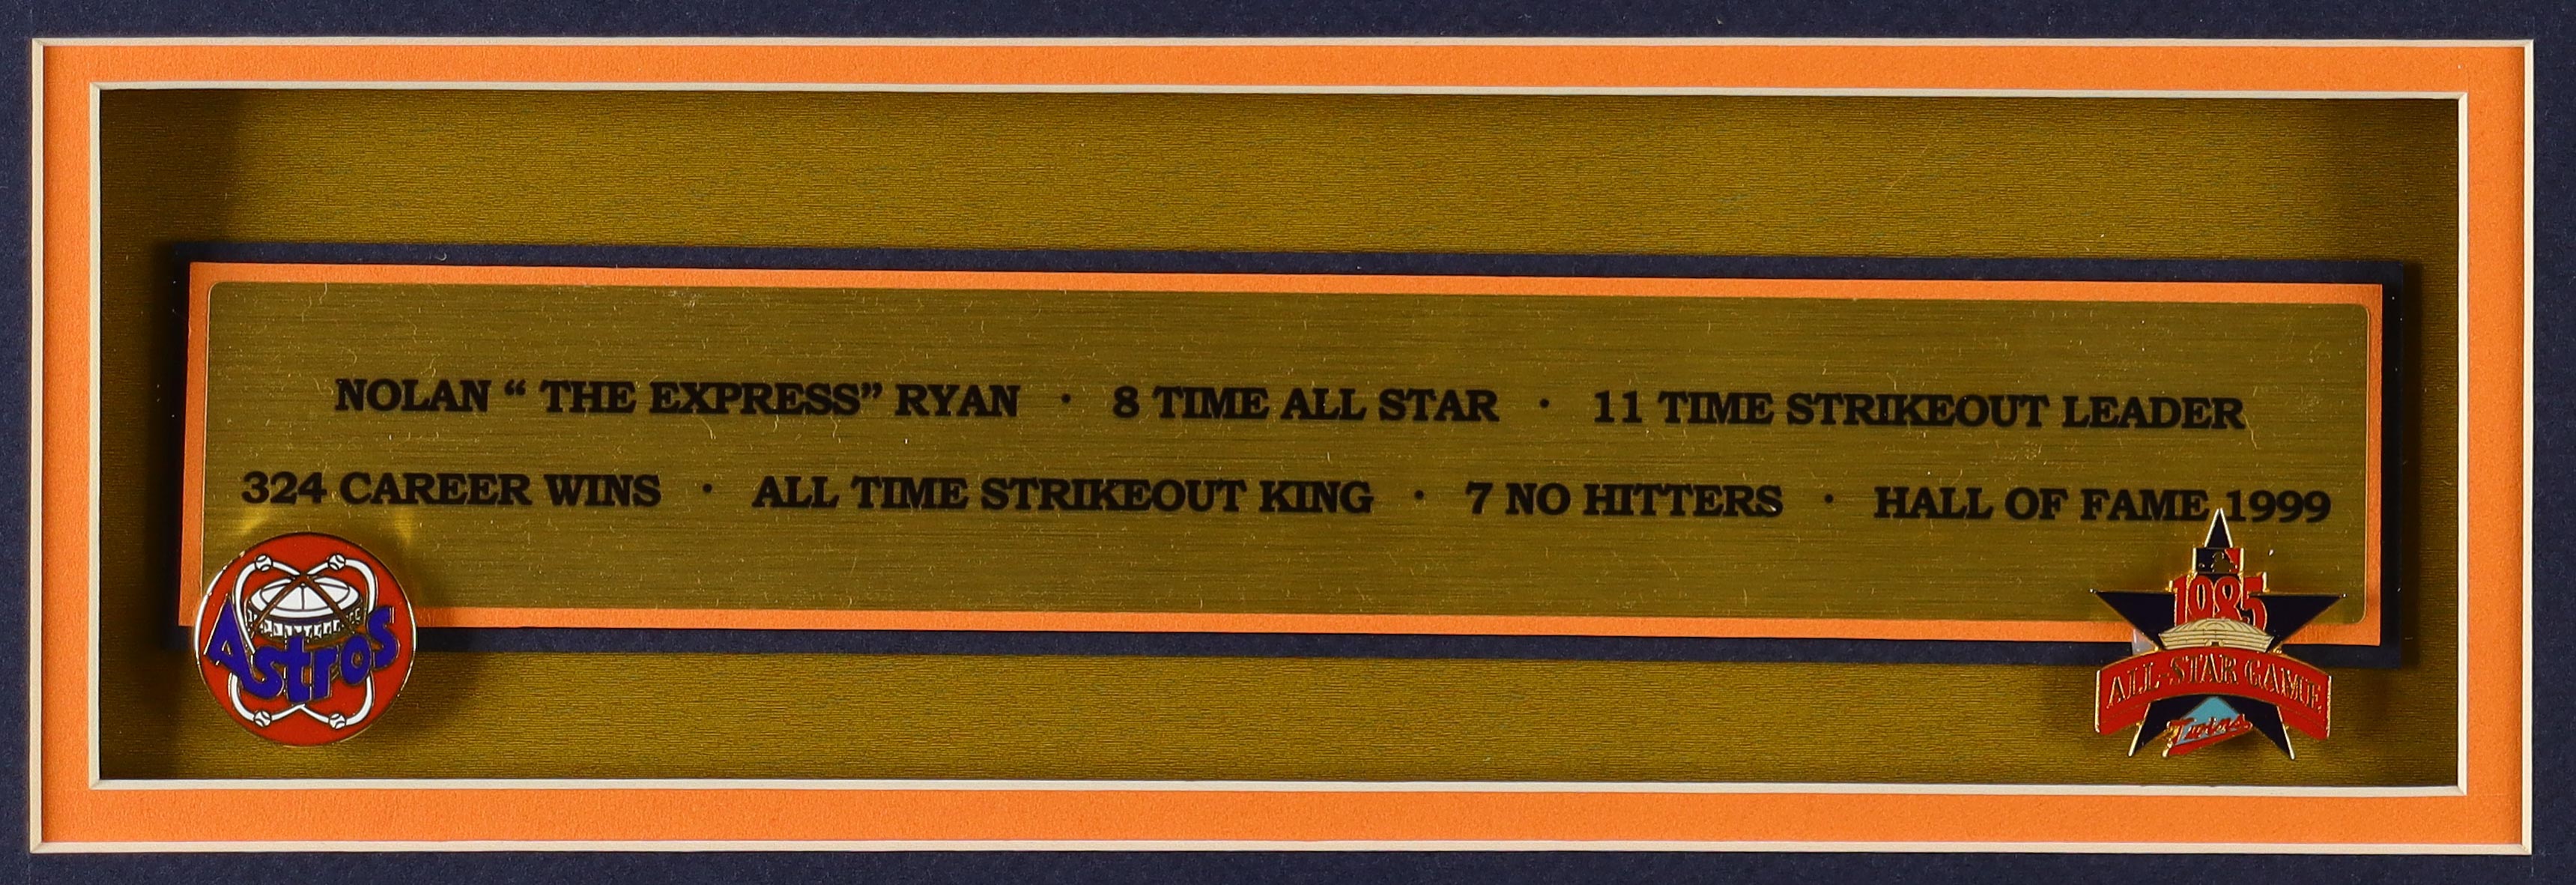 NOLAN “ THE EXPRESS” RYAN · 8 TIME ALL STAR · 11 TIME STRIKEOUT LEADER
324 CAREER WINS · ALL TIME STRIKEOUT KING · 7 NO HITTERS · HALL OF FAME 1999
Astros
1985
ALL-STAR GAME
Twins